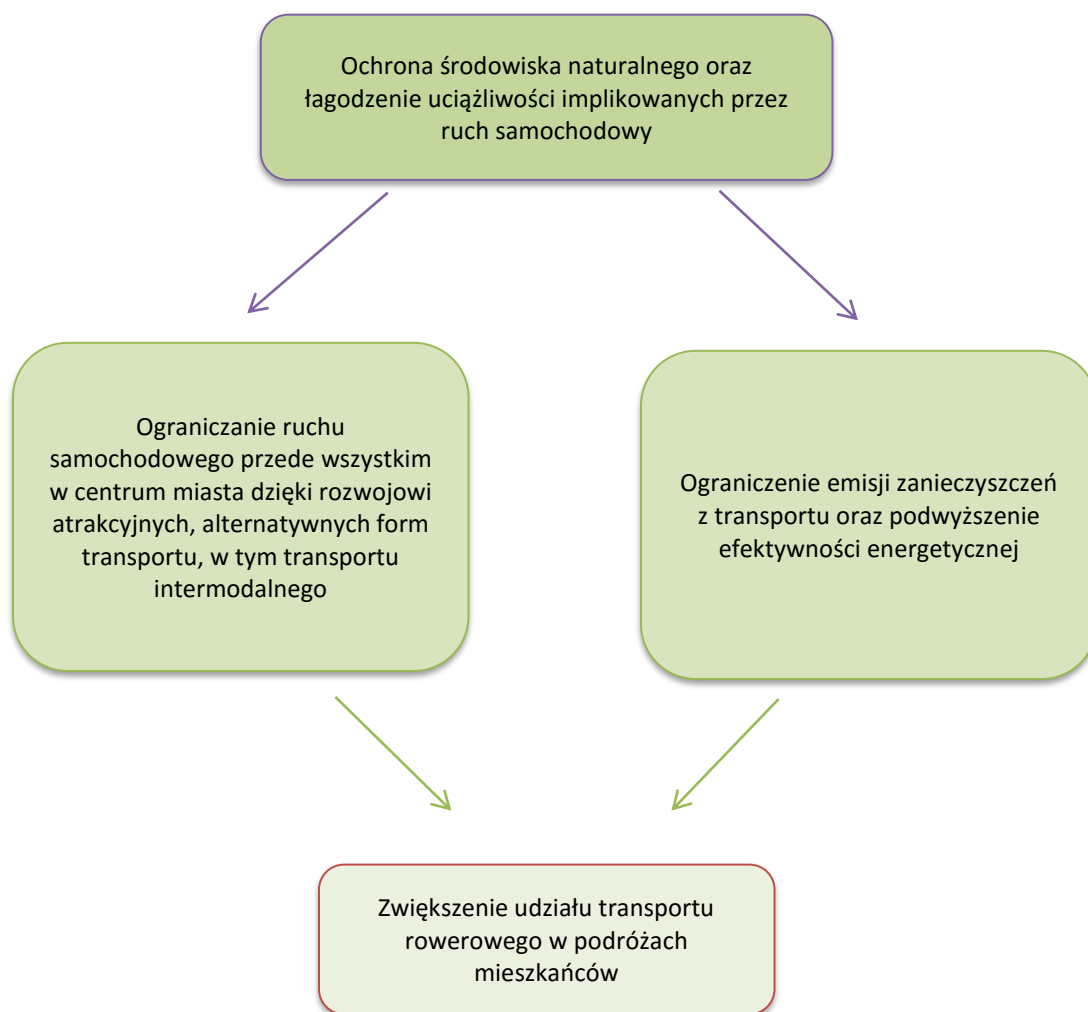 Ochrona środowiska naturalnego oraz
łagodzenie uciążliwości implikowanych przez
ruch samochodowy
Ograniczanie ruchu
samochodowego przede wszystkim
w centrum miasta dzięki rozwojowi
atrakcyjnych, alternatywnych form
transportu, w tym transportu
intermodalnego
Ograniczenie emisji zanieczyszczeń
z transportu oraz podwyższenie
efektywności energetycznej
Zwiększenie udziału transportu
rowerowego w podróżach
mieszkańców